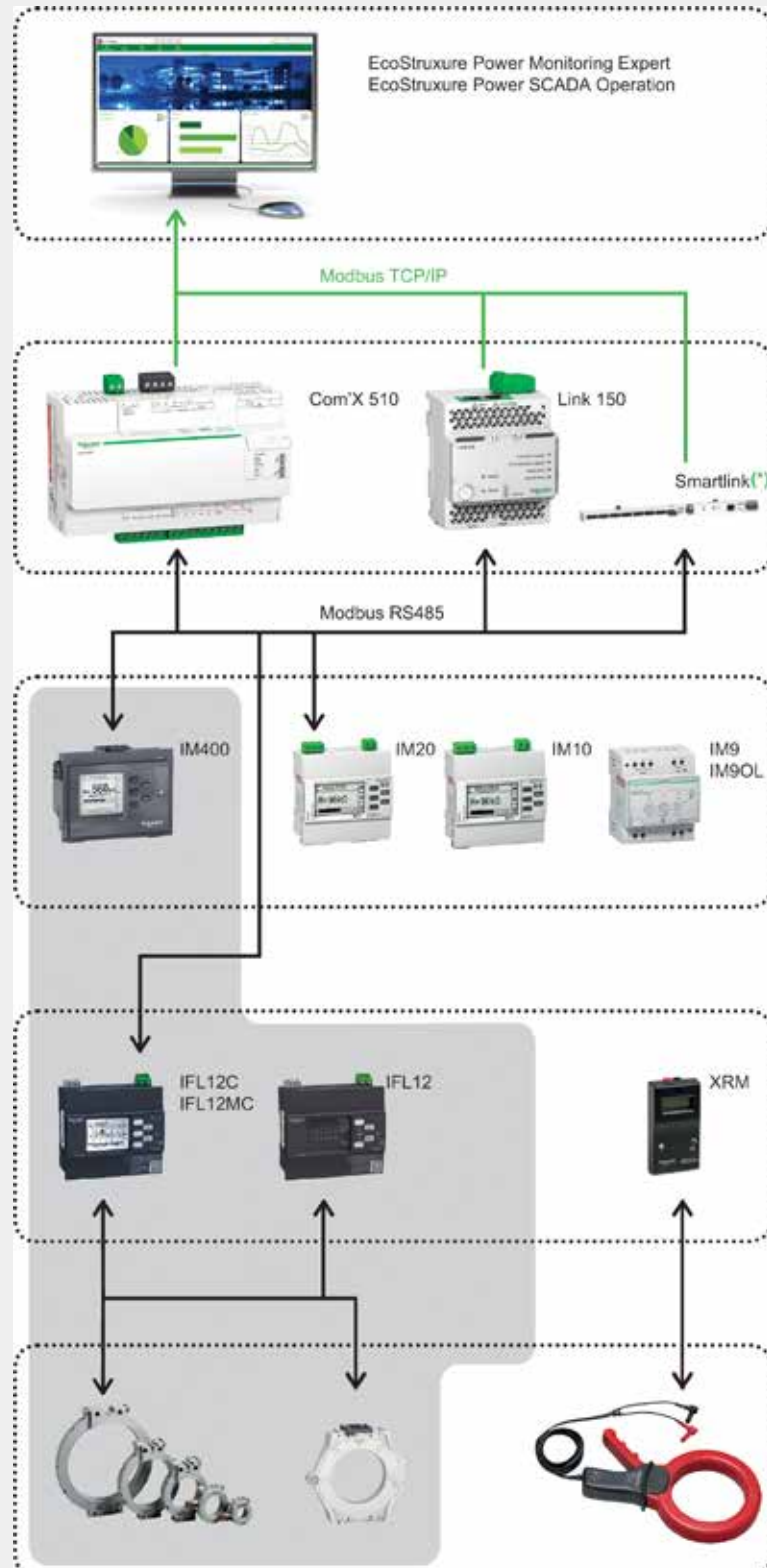 EcoStruxure Power Monitoring Expert
EcoStruxure Power SCADA Operation
Modbus TCP/IP
Com'X 510
Link 150
Smartlink(*)
Modbus RS485
IM400
IM20
IM10
IM9
IM9OL
IFL12C
IFL12MC
IFL12
XRM